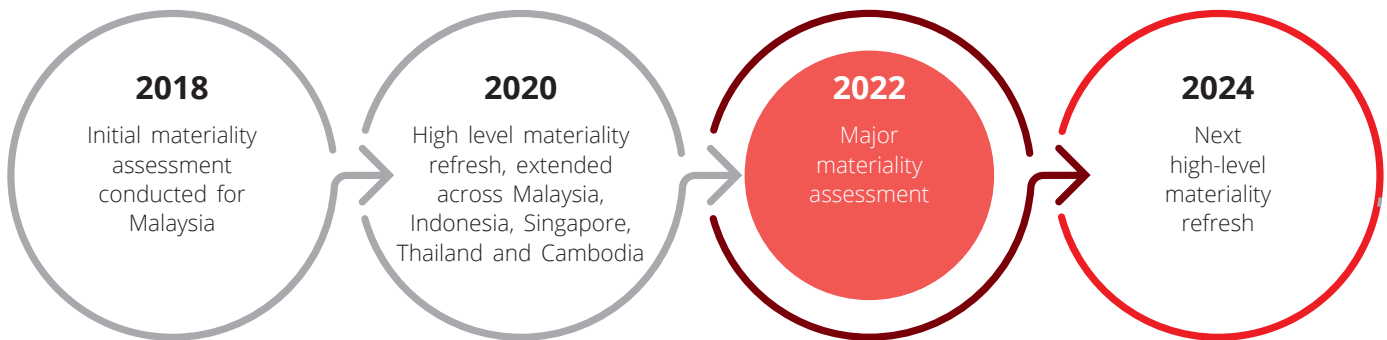 2018
Initial materiality
assessment
conducted for
Malaysia
2020
High level materiality
refresh, extended
across Malaysia,
Indonesia, Singapore,
Thailand and Cambodia
2022
Major
materiality
assessment
2024
Next
high-level
materiality
refresh